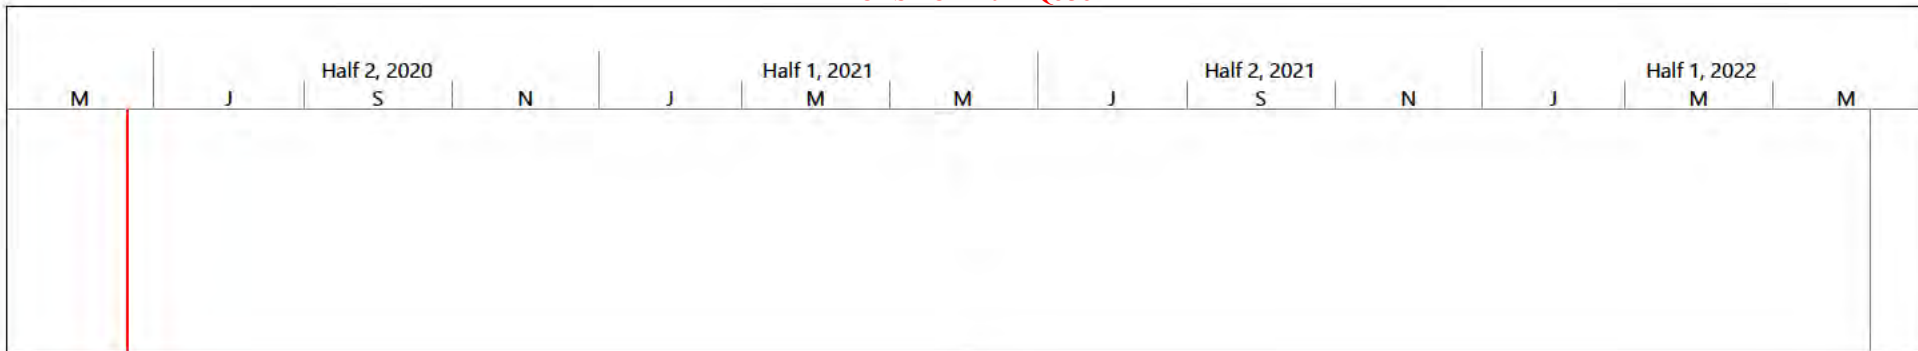 Half 2, 2020 Half 1, 2021 Half 2, 2021 Half 1, 2022
M J S N J M M J S N J M M